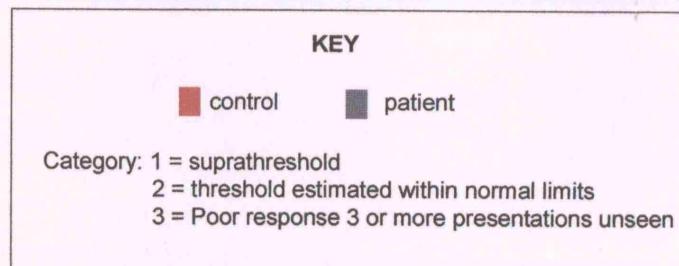 KEY
control patient
Category: 1 = suprathreshold
2 = threshold estimated within normal limits
3 = Poor response 3 or more presentations unseen